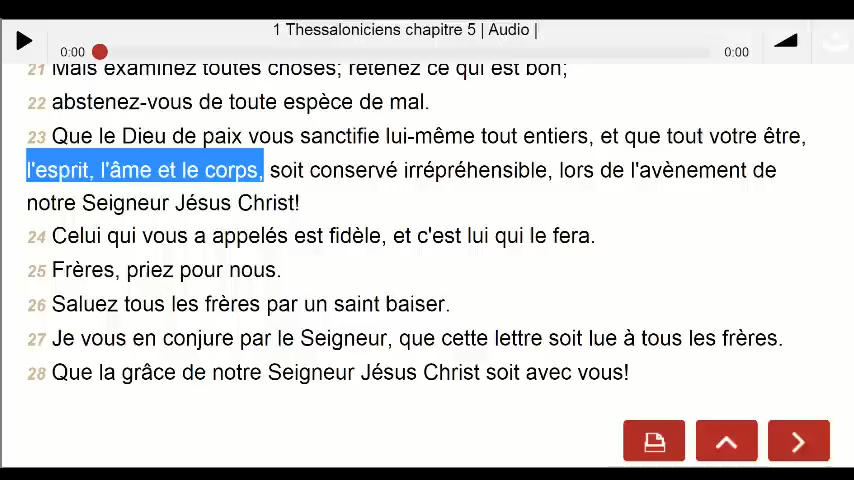 1 Thessaloniciens chapitre 5 | Audio |
0:00
0:00
21 Mais examinez toutes choses; retenez ce qui est bon;
22 abstenez-vous de toute espèce de mal.
23 Que le Dieu de paix vous sanctifie lui-même tout entiers, et que tout votre être,
l'esprit, l'âme et le corps, soit conservé irrépréhensible, lors de l'avènement de
notre Seigneur Jésus Christ!
24 Celui qui vous a appelés est fidèle, et c'est lui qui le fera.
25 Frères, priez pour nous.
26 Saluez tous les frères par un saint baiser.
27 Je vous en conjure par le Seigneur, que cette lettre soit lue à tous les frères.
28 Que la grâce de notre Seigneur Jésus Christ soit avec vous!